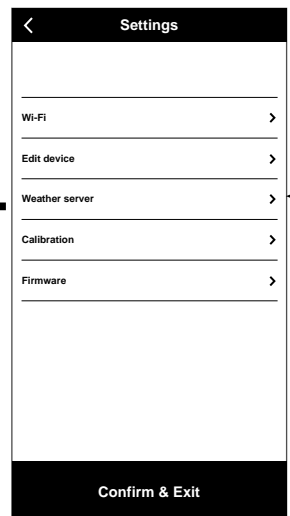 Settings
Wi-Fi
Edit device
Weather server
Calibration
Firmware
Confirm & Exit